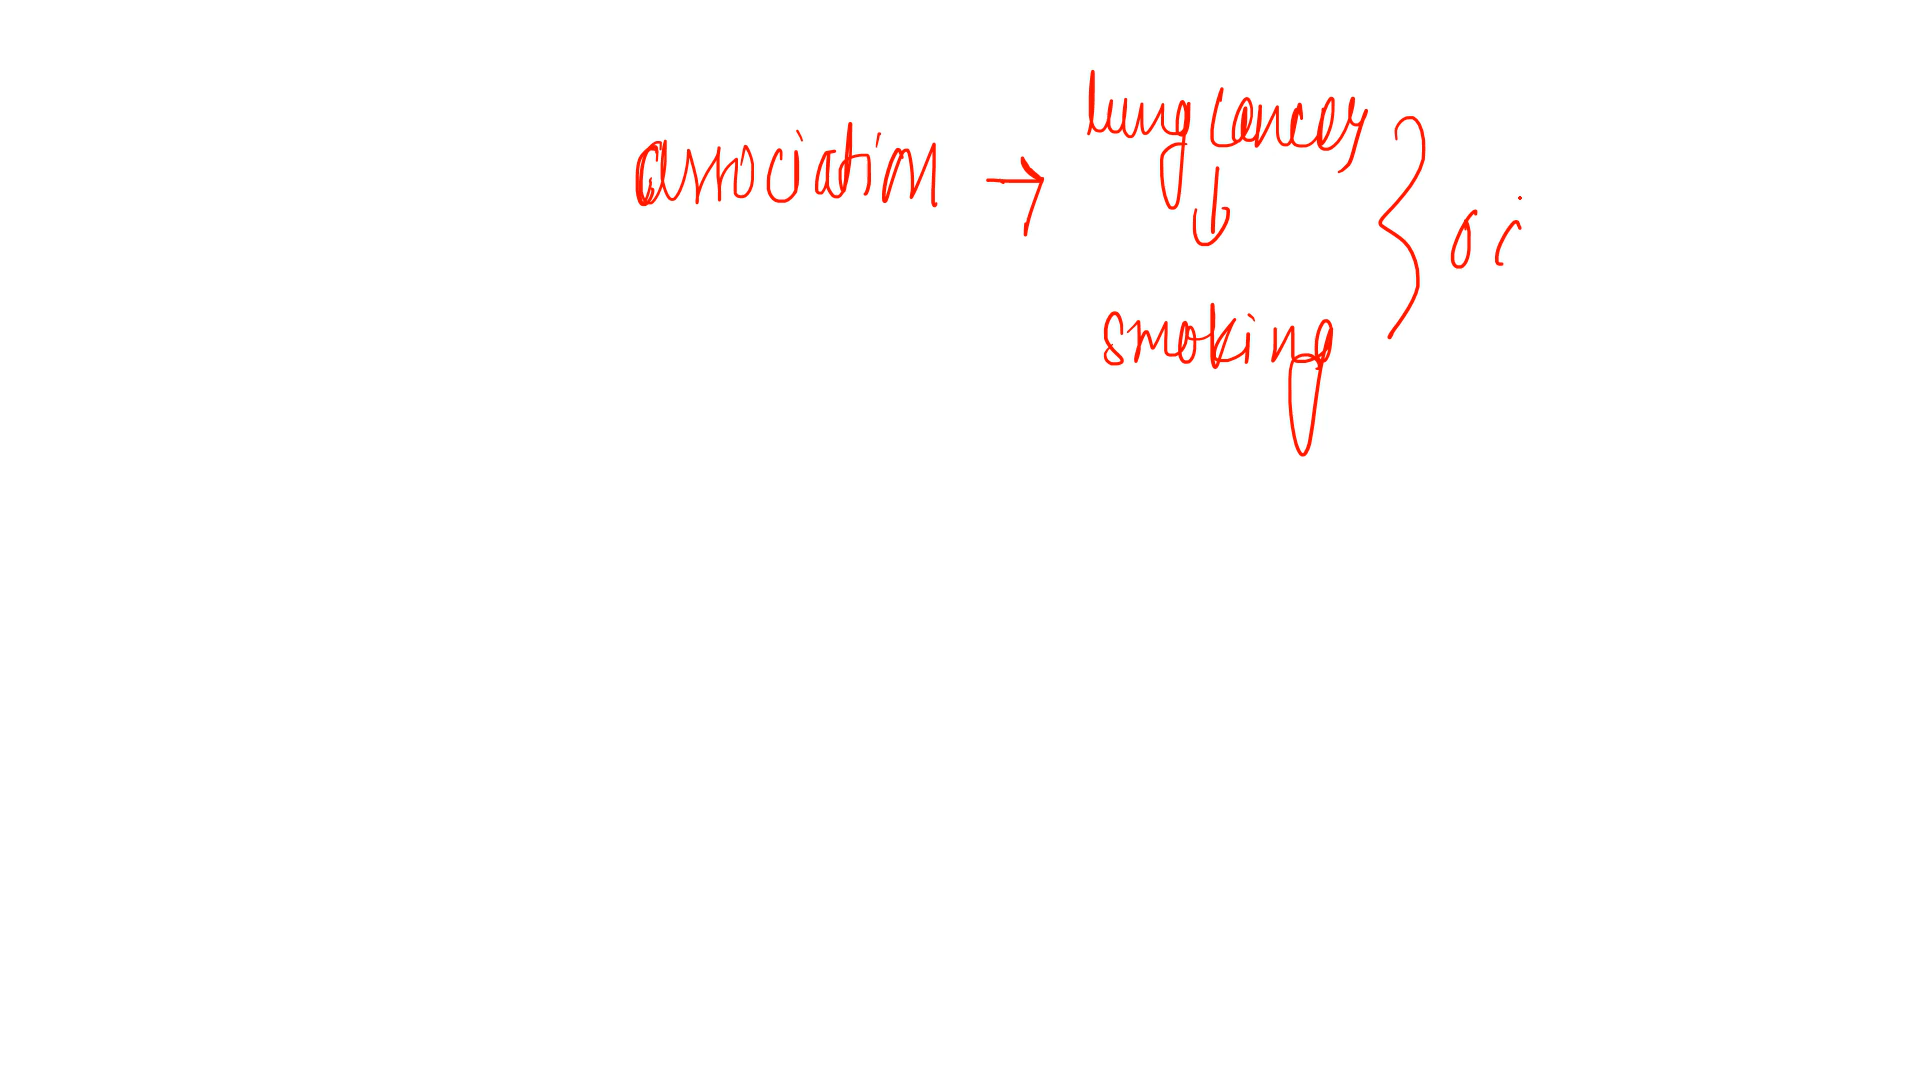 association → lung cancer
↓
smoking